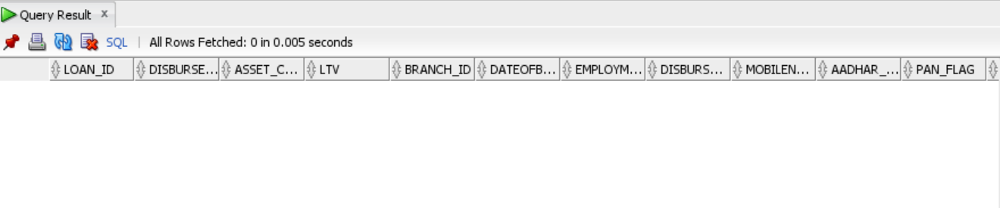 Query Result x
SQL | All Rows Fetched: 0 in 0.005 seconds
LOAN_ID DISBURSE... ASSET_C... LTV BRANCH_ID DATEOFB... EMPLOYM... DISBURS... MOBILEN... AADHAR_... PAN_FLAG